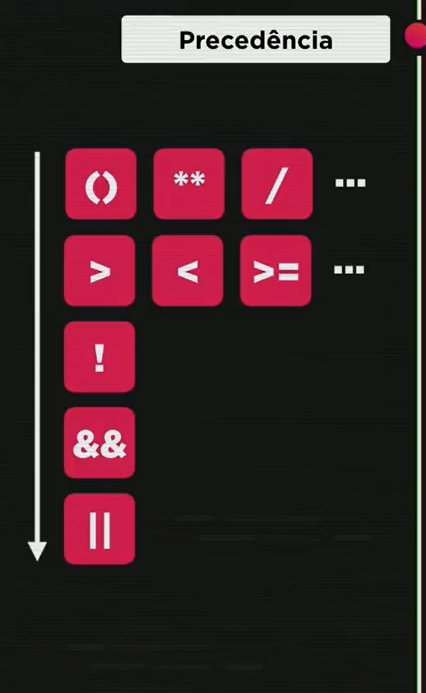 Precedência
() ** / ...
> < >= ...
!
&&
||